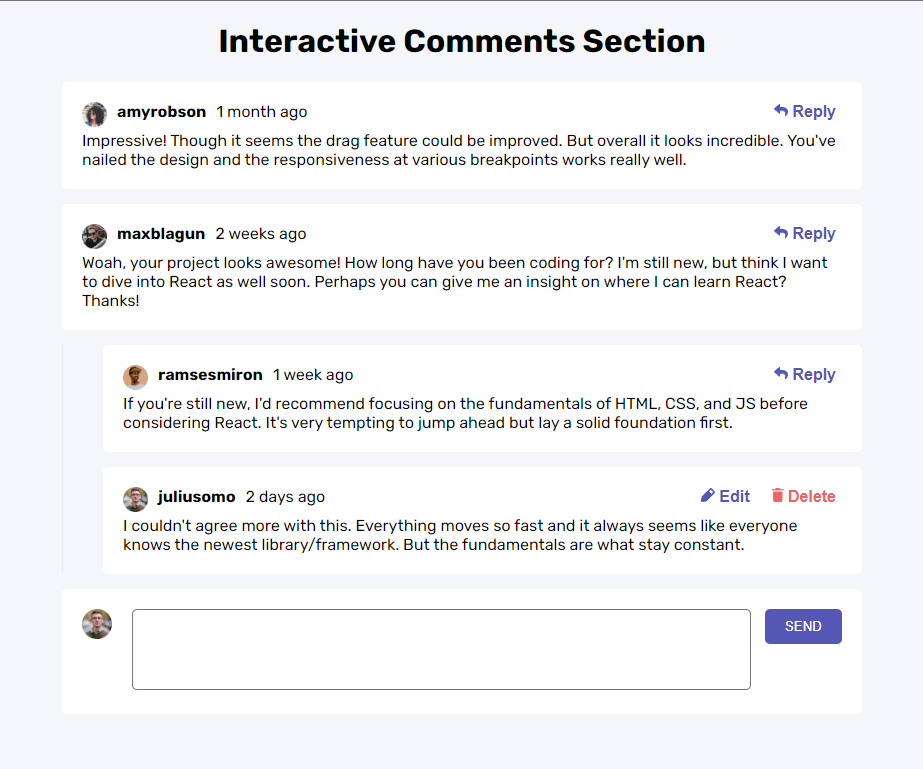 Interactive Comments Section
amyrobson 1 month ago Reply
Impressive! Though it seems the drag feature could be improved. But overall it looks incredible. You've
nailed the design and the responsiveness at various breakpoints works really well.
maxblagun 2 weeks ago Reply
Woah, your project looks awesome! How long have you been coding for? I'm still new, but think I want
to dive into React as well soon. Perhaps you can give me an insight on where I can learn React?
Thanks!
ramsesmiron 1 week ago Reply
If you're still new, I'd recommend focusing on the fundamentals of HTML, CSS, and JS before
considering React. It's very tempting to jump ahead but lay a solid foundation first.
juliusomo 2 days ago Edit Delete
I couldn't agree more with this. Everything moves so fast and it always seems like everyone
knows the newest library/framework. But the fundamentals are what stay constant.
SEND